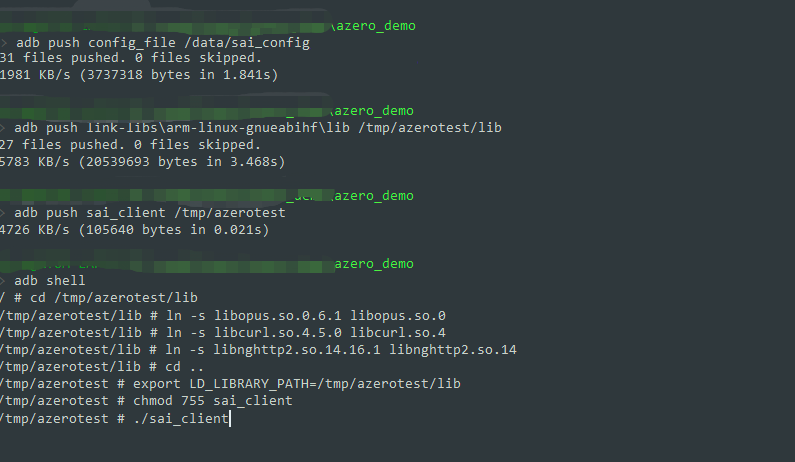 \azero_demo
> adb push config_file /data/sai_config
31 files pushed. 0 files skipped.
1981 KB/s (3737318 bytes in 1.841s)
\azero_demo
> adb push link-libs\arm-linux-gnueabihf\lib /tmp/azerotest/lib
27 files pushed. 0 files skipped.
5783 KB/s (20539693 bytes in 3.468s)
\azero_demo
> adb push sai_client /tmp/azerotest
4726 KB/s (105640 bytes in 0.021s)
azero_demo
> adb shell
/ # cd /tmp/azerotest/lib
/tmp/azerotest/lib # ln -s libopus.so.0.6.1 libopus.so.0
/tmp/azerotest/lib # ln -s libcurl.so.4.5.0 libcurl.so.4
/tmp/azerotest/lib # ln -s libnghttp2.so.14.16.1 libnghttp2.so.14
/tmp/azerotest/lib # cd ..
/tmp/azerotest # export LD_LIBRARY_PATH=/tmp/azerotest/lib
/tmp/azerotest # chmod 755 sai_client
/tmp/azerotest # ./sai_client